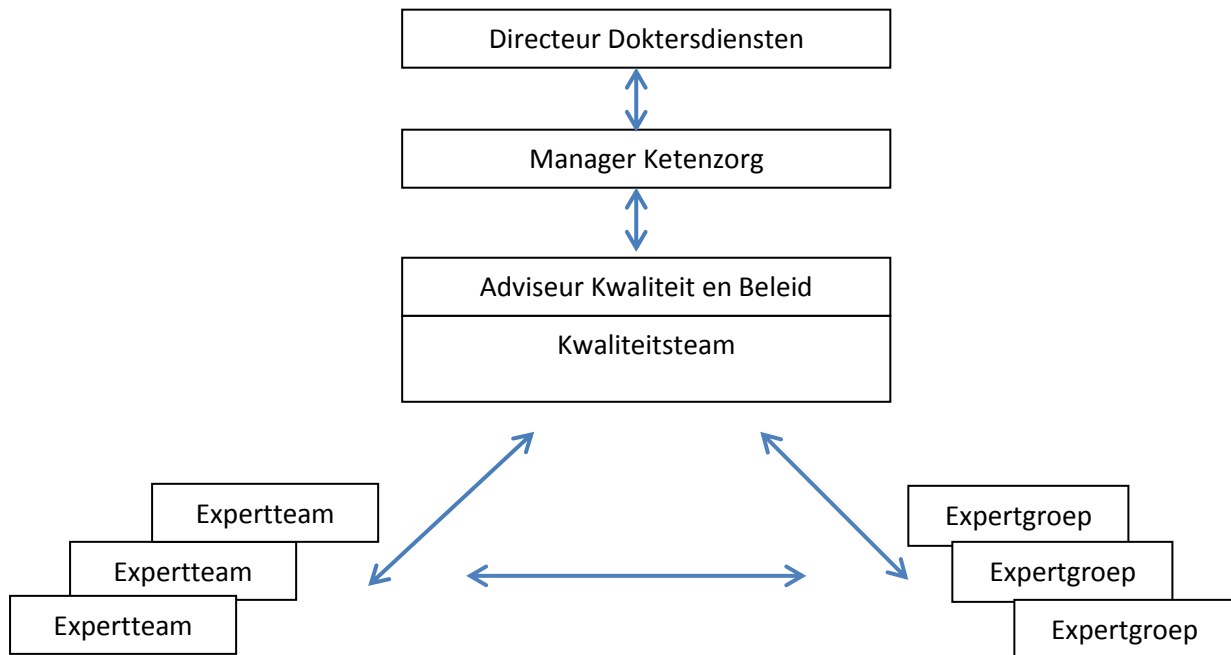 Directeur Doktersdiensten
Manager Ketenzorg
Adviseur Kwaliteit en Beleid
Kwaliteitsteam
Expertteam
Expertteam
Expertteam
Expertgroep
Expertgroep
Expertgroep